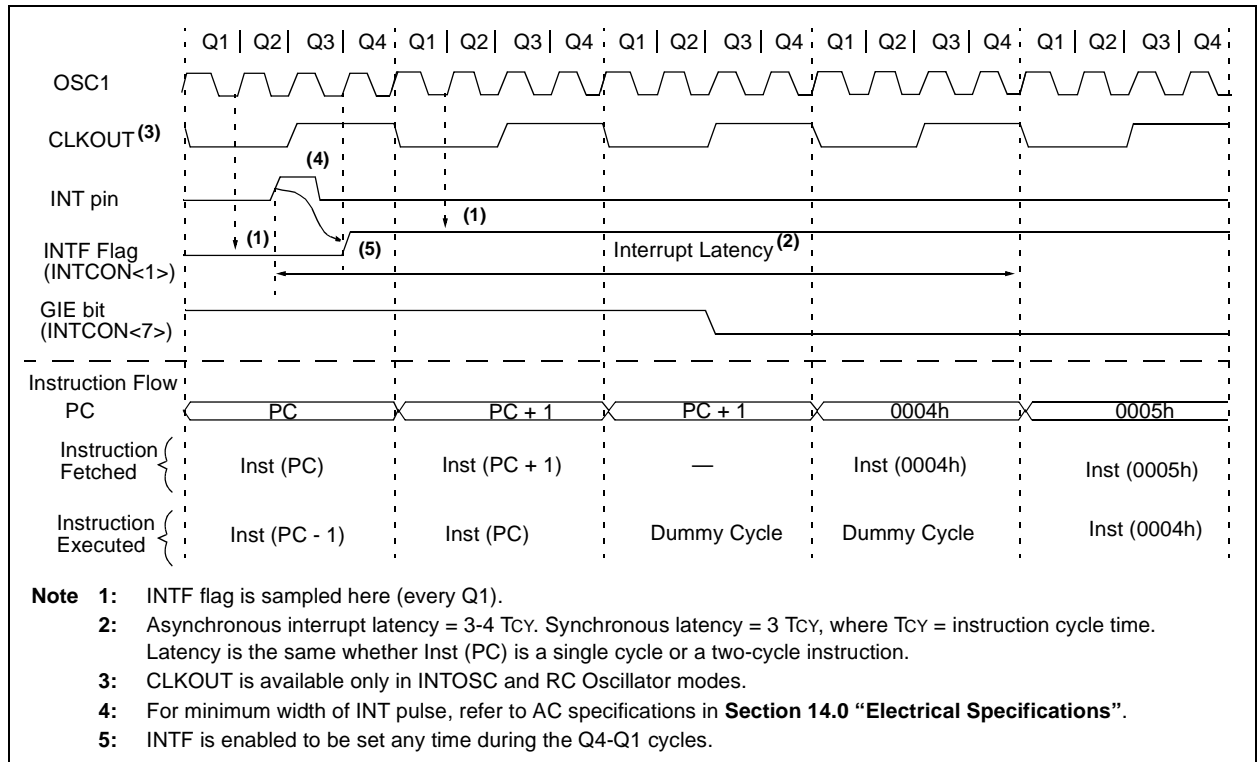 Q1 Q2 Q3 Q4 Q1 Q2 Q3 Q4 Q1 Q2 Q3 Q4 Q1 Q2 Q3 Q4 Q1 Q2 Q3 Q4
OSC1
CLKOUT (3)
(4)
INT pin
(1)
(1)
INTF Flag
(INTCON<1>)
(5)
Interrupt Latency (2)
GIE bit
(INTCON<7>)
Instruction Flow
PC PC PC + 1 PC + 1 0004h 0005h
Instruction
Fetched
Inst (PC) Inst (PC + 1) — Inst (0004h) Inst (0005h)
Instruction
Executed
Inst (PC - 1) Inst (PC) Dummy Cycle Dummy Cycle Inst (0004h)
Note 1: INTF flag is sampled here (every Q1).
2: Asynchronous interrupt latency = 3-4 TCY. Synchronous latency = 3 TCY, where TCY = instruction cycle time.
Latency is the same whether Inst (PC) is a single cycle or a two-cycle instruction.
3: CLKOUT is available only in INTOSC and RC Oscillator modes.
4: For minimum width of INT pulse, refer to AC specifications in Section 14.0 “Electrical Specifications”.
5: INTF is enabled to be set any time during the Q4-Q1 cycles.